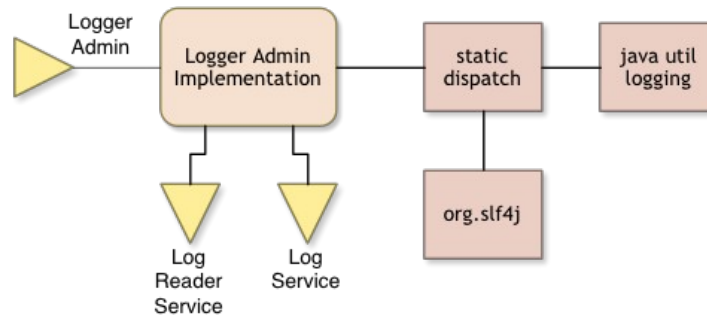 Logger
Admin
Logger Admin
Implementation
static
dispatch
java util
logging
org.slf4j
Log
Reader
Service
Log
Service